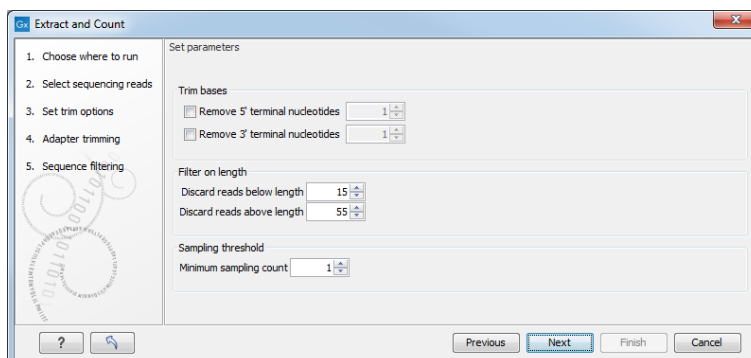 Gx Extract and Count
X
1. Choose where to run
2. Select sequencing reads
3. Set trim options
4. Adapter trimming
5. Sequence filtering
Set parameters
Trim bases
Remove 5' terminal nucleotides 1
Remove 3' terminal nucleotides 1
Filter on length
Discard reads below length 15
Discard reads above length 55
Sampling threshold
Minimum sampling count 1
? Previous Next Finish Cancel